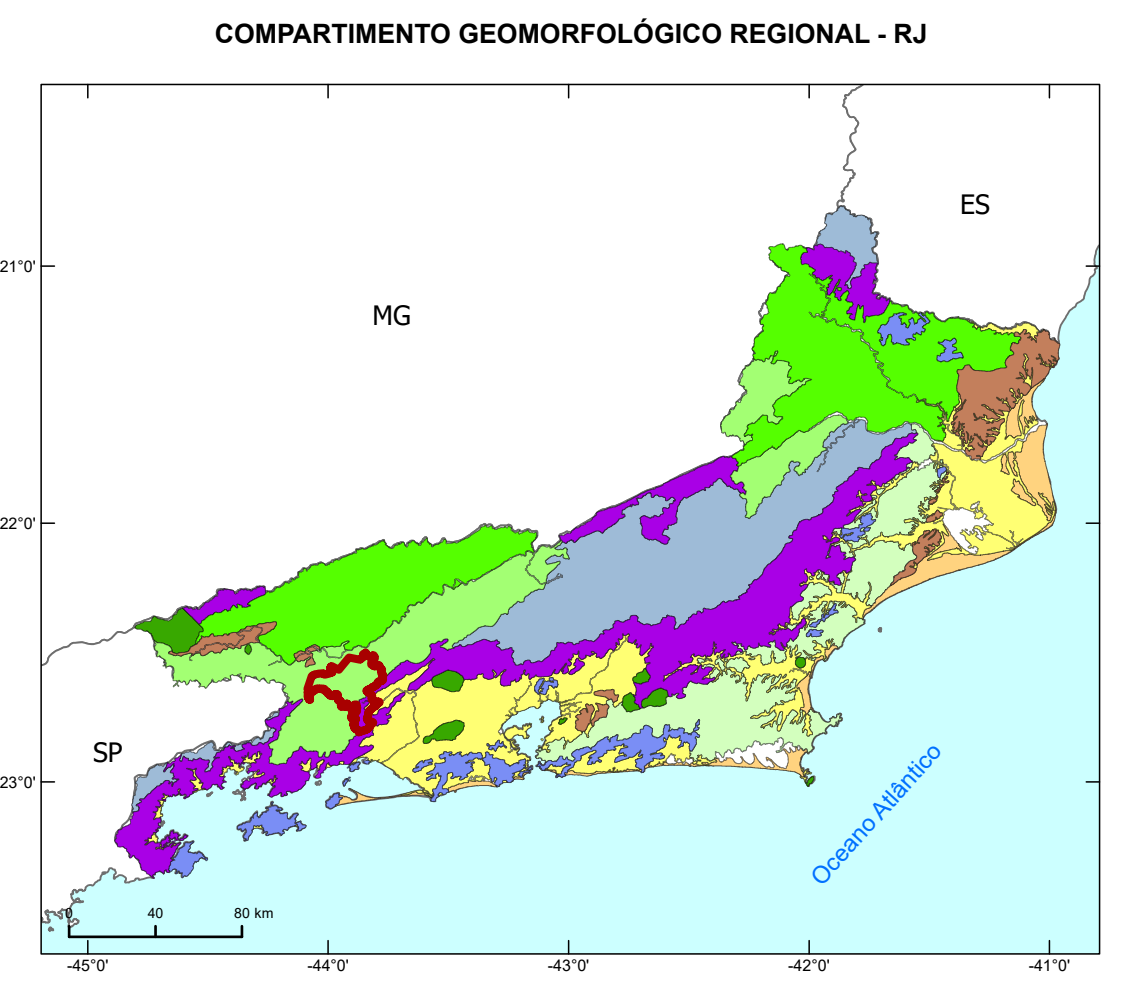 COMPARTIMENTO GEOMORFOLÓGICO REGIONAL - RJ
ES
21°0'
MG
22°0'
SP
23°0'
Oceano Atlântico
0 40 80 km
-45°0' -44°0' -43°0' -42°0' -41°0'